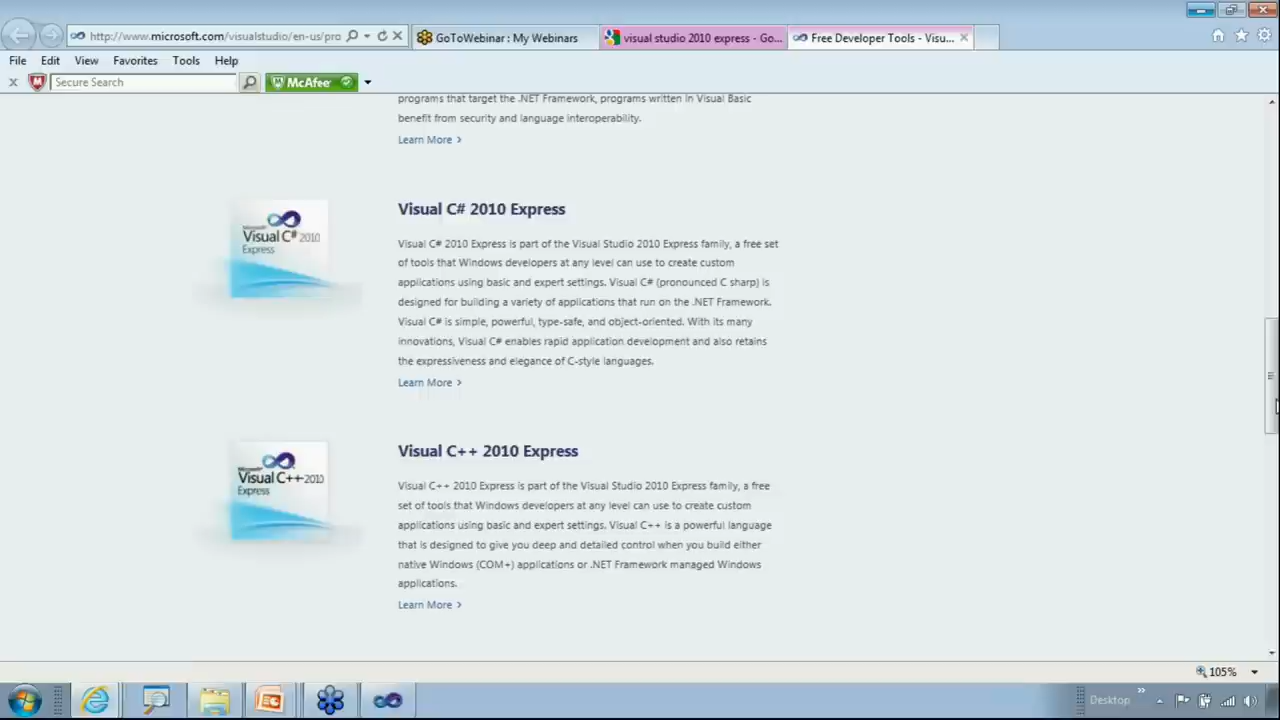 http://www.microsoft.com/visualstudio/en-us/pro
GoToWebinar : My Webinars
visual studio 2010 express - Go...
Free Developer Tools - Visu...
File Edit View Favorites Tools Help
Secure Search
McAfee
programs that target the .NET Framework, programs written in Visual Basic
benefit from security and language interoperability.
Learn More >
Visual C# 2010
Express
Visual C# 2010 Express
Visual C# 2010 Express is part of the Visual Studio 2010 Express family, a free set
of tools that Windows developers at any level can use to create custom
applications using basic and expert settings. Visual C# (pronounced C sharp) is
designed for building a variety of applications that run on the .NET Framework.
Visual C# is simple, powerful, type-safe, and object-oriented. With its many
innovations, Visual C# enables rapid application development and also retains
the expressiveness and elegance of C-style languages.
Learn More >
Microsoft
Visual C++ 2010
Express
Visual C++ 2010 Express
Visual C++ 2010 Express is part of the Visual Studio 2010 Express family, a free
set of tools that Windows developers at any level can use to create custom
applications using basic and expert settings. Visual C++ is a powerful language
that is designed to give you deep and detailed control when you build either
native Windows (COM+) applications or .NET Framework managed Windows
applications.
Learn More >
105%
Desktop